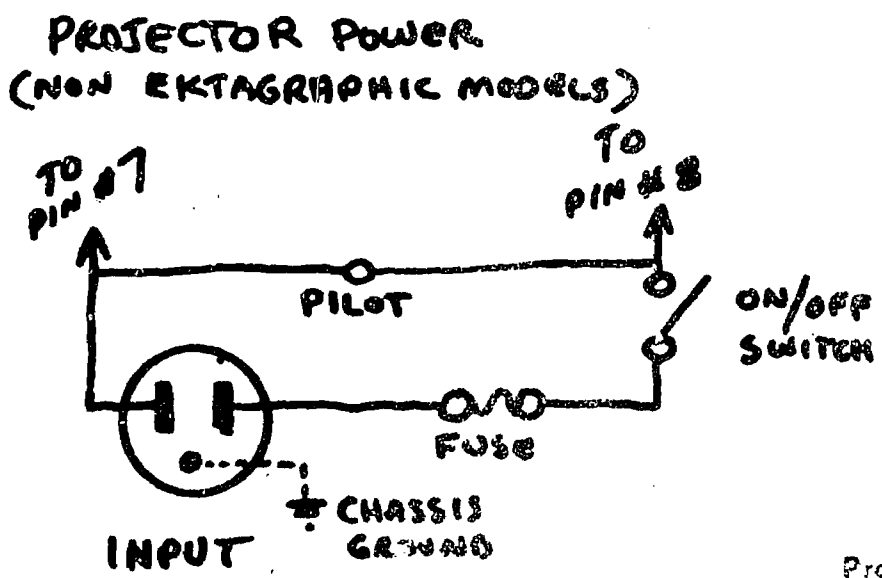 PROJECTOR POWER
(NON EKTAGRAPHIC MODELS)
TO
PIN #7
TO
PIN #8
PILOT
ON/OFF
SWITCH
FUSE
CHASSIS
GROUND
INPUT